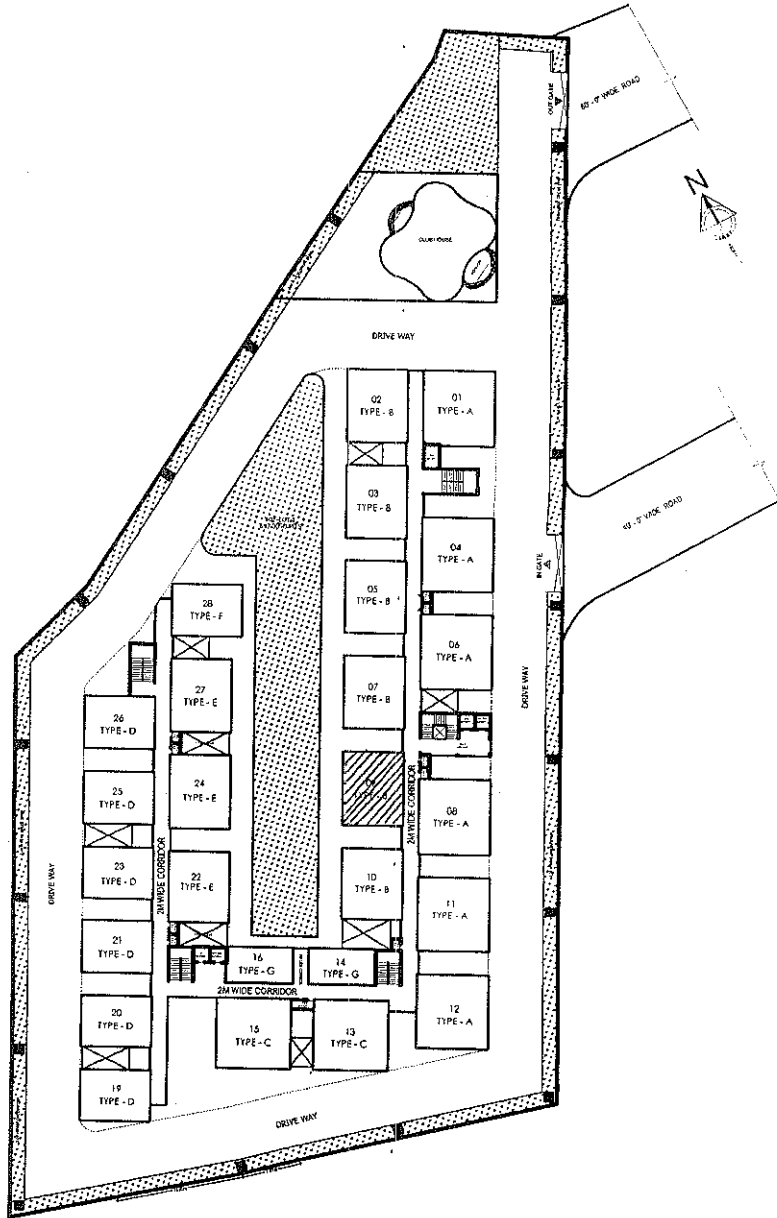 OUT GATE
60'-0" WIDE ROAD
N
CLUB HOUSE
DRIVE WAY
02
TYPE - B
01
TYPE - A
03
TYPE - B
04
TYPE - A
40'-0" WIDE ROAD
IN GATE
05
TYPE - B
06
TYPE - A
28
TYPE - F
07
TYPE - B
27
TYPE - E
DRIVE WAY
26
TYPE - D
24
TYPE - E
25
TYPE - D
08
TYPE - A
2M WIDE CORRIDOR
2M WIDE CORRIDOR
DRIVE WAY
23
TYPE - D
22
TYPE - E
10
TYPE - B
11
TYPE - A
21
TYPE - D
16
TYPE - G
14
TYPE - G
2M WIDE CORRIDOR
20
TYPE - D
15
TYPE - C
13
TYPE - C
12
TYPE - A
19
TYPE - D
DRIVE WAY